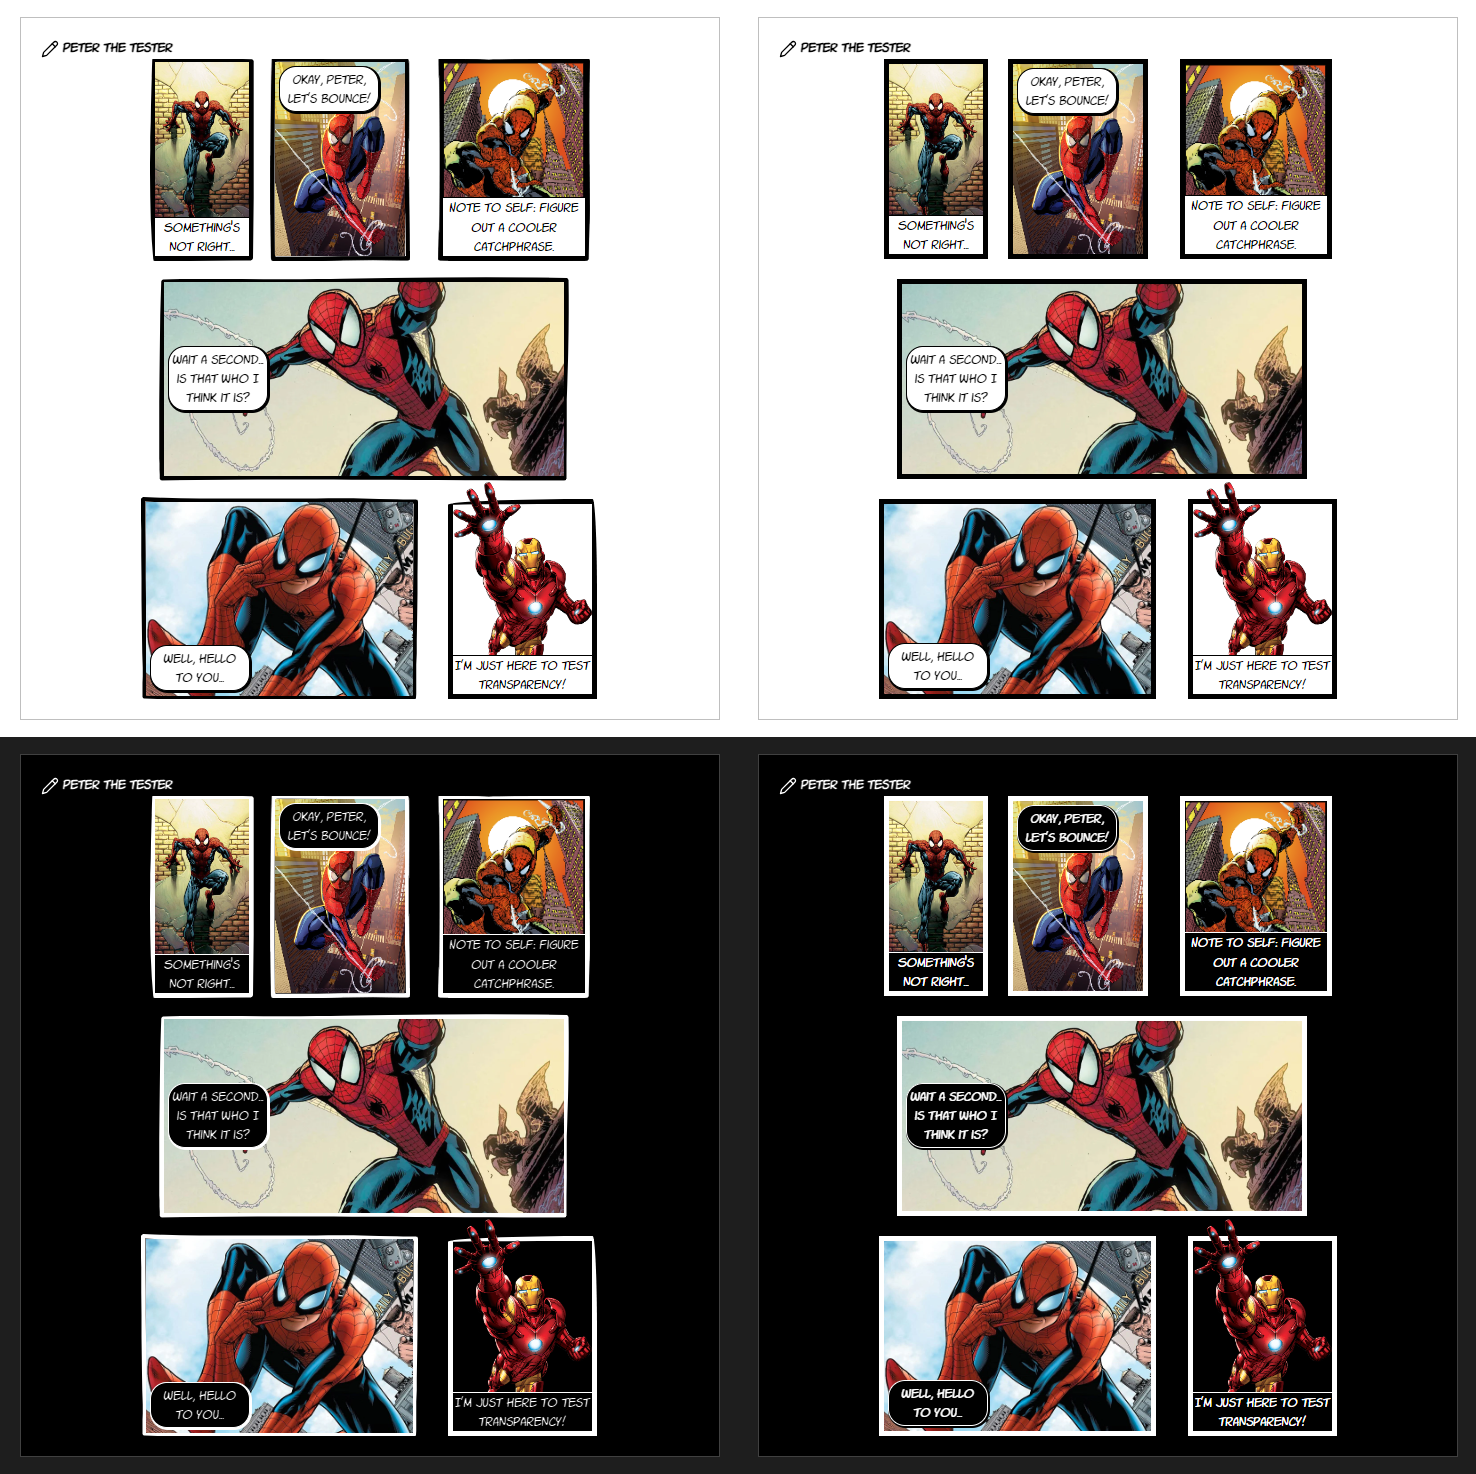 PETER THE TESTER
OKAY, PETER,
LET'S BOUNCE!
SOMETHING'S
NOT RIGHT...
NOTE TO SELF: FIGURE
OUT A COOLER
CATCHPHRASE.
WAIT A SECOND...
IS THAT WHO I
THINK IT IS?
WELL, HELLO
TO YOU...
I'M JUST HERE TO TEST
TRANSPARENCY!
PETER THE TESTER
OKAY, PETER,
LET'S BOUNCE!
SOMETHING'S
NOT RIGHT...
NOTE TO SELF: FIGURE
OUT A COOLER
CATCHPHRASE.
WAIT A SECOND...
IS THAT WHO I
THINK IT IS?
WELL, HELLO
TO YOU...
I'M JUST HERE TO TEST
TRANSPARENCY!
PETER THE TESTER
OKAY, PETER,
LET'S BOUNCE!
SOMETHING'S
NOT RIGHT...
NOTE TO SELF: FIGURE
OUT A COOLER
CATCHPHRASE.
WAIT A SECOND...
IS THAT WHO I
THINK IT IS?
WELL, HELLO
TO YOU...
I'M JUST HERE TO TEST
TRANSPARENCY!
PETER THE TESTER
OKAY, PETER,
LET'S BOUNCE!
SOMETHING'S
NOT RIGHT...
NOTE TO SELF: FIGURE
OUT A COOLER
CATCHPHRASE.
WAIT A SECOND...
IS THAT WHO I
THINK IT IS?
WELL, HELLO
TO YOU...
I'M JUST HERE TO TEST
TRANSPARENCY!